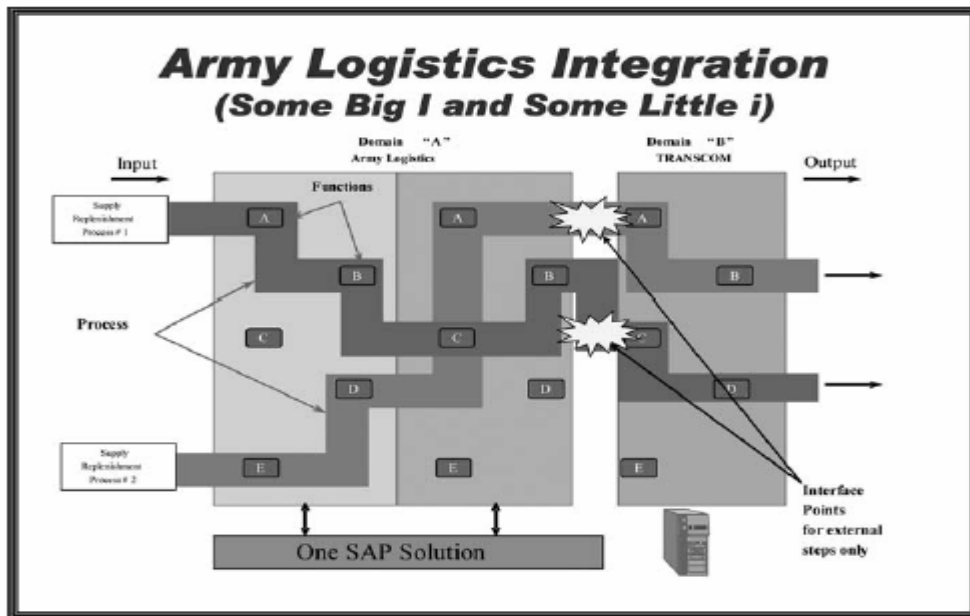 Army Logistics Integration
(Some Big I and Some Little i)
Domain "A"
Army Logistics
Domain "B"
TRANSCOM
Input
Output
Functions
Supply
Replenishment
Process # 1
A
A
A
B
B
B
Process
C
C
C
D
D
D
Supply
Replenishment
Process # 2
E
E
E
Interface
Points
for external
steps only
One SAP Solution